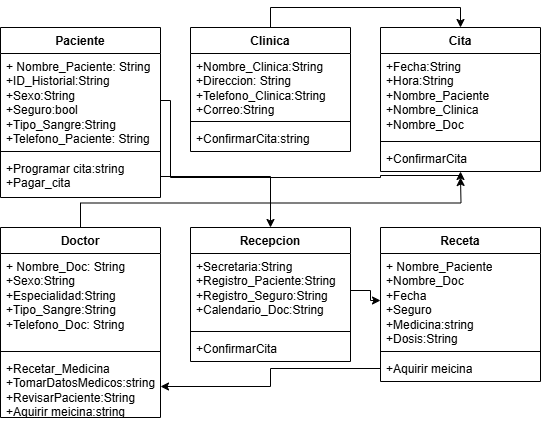 Paciente
+ Nombre_Paciente: String
+ID_Historial:String
+Sexo:String
+Seguro:bool
+Tipo_Sangre:String
+Telefono_Paciente: String
+Programar cita:string
+Pagar_cita
Clinica
+Nombre_Clinica:String
+Direccion: String
+Telefono_Clinica:String
+Correo:String
+ConfirmarCita:string
Cita
+Fecha:String
+Hora:String
+Nombre_Paciente
+Nombre_Clinica
+Nombre_Doc
+ConfirmarCita
Doctor
+ Nombre_Doc: String
+Sexo:String
+Especialidad:String
+Tipo_Sangre:String
+Telefono_Doc: String
+Recetar_Medicina
+TomarDatosMedicos:string
+RevisarPaciente:String
+Aquirir meicina:string
Recepcion
+Secretaria:String
+Registro_Paciente:String
+Registro_Seguro:String
+Calendario_Doc:String
+ConfirmarCita
Receta
+ Nombre_Paciente
+Nombre_Doc
+Fecha
+Seguro
+Medicina:string
+Dosis:String
+Aquirir meicina